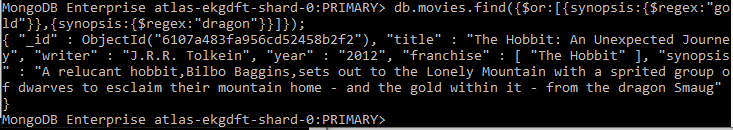 MongoDB Enterprise atlas-ekgdft-shard-0:PRIMARY> db.movies.find({$or:[{synopsis:{$regex:"go
ld"}},{synopsis:{$regex:"dragon"}}]});
{ "_id" : ObjectId("6107a483fa956cd52458b2f2"), "title" : "The Hobbit: An Unexpected Journe
y", "writer" : "J.R.R. Tolkein", "year" : "2012", "franchise" : [ "The Hobbit" ], "synopsis
" : "A relucant hobbit,Bilbo Baggins,sets out to the Lonely Mountain with a sprited group o
f dwarves to esclaim their mountain home - and the gold within it - from the dragon Smaug"
}
MongoDB Enterprise atlas-ekgdft-shard-0:PRIMARY>